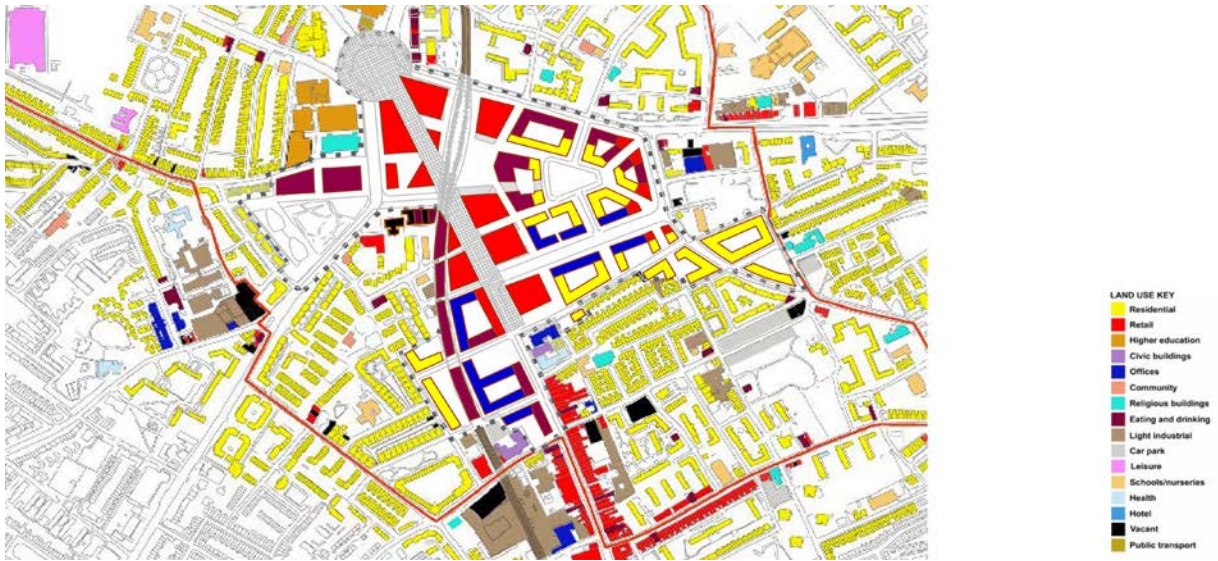 LAND USE KEY
Residential
Retail
Higher education
Civic buildings
Offices
Community
Religious buildings
Eating and drinking
Light industrial
Car park
Leisure
Schools/nurseries
Health
Hotel
Vacant
Public transport